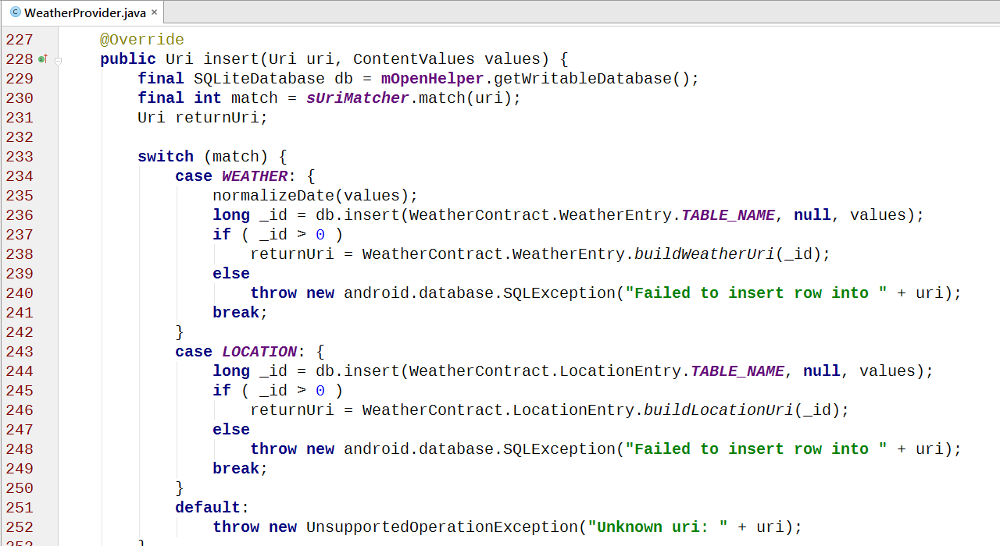 WeatherProvider.java ×
227 @Override
228 public Uri insert(Uri uri, ContentValues values) {
229 final SQLiteDatabase db = mOpenHelper.getWritableDatabase();
230 final int match = sUriMatcher.match(uri);
231 Uri returnUri;
232
233 switch (match) {
234 case WEATHER: {
235 normalizeDate(values);
236 long _id = db.insert(WeatherContract.WeatherEntry.TABLE_NAME, null, values);
237 if ( _id > 0 )
238 returnUri = WeatherContract.WeatherEntry.buildWeatherUri(_id);
239 else
240 throw new android.database.SQLException("Failed to insert row into " + uri);
241 break;
242 }
243 case LOCATION: {
244 long _id = db.insert(WeatherContract.LocationEntry.TABLE_NAME, null, values);
245 if ( _id > 0 )
246 returnUri = WeatherContract.LocationEntry.buildLocationUri(_id);
247 else
248 throw new android.database.SQLException("Failed to insert row into " + uri);
249 break;
250 }
251 default:
252 throw new UnsupportedOperationException("Unknown uri: " + uri);
253 }